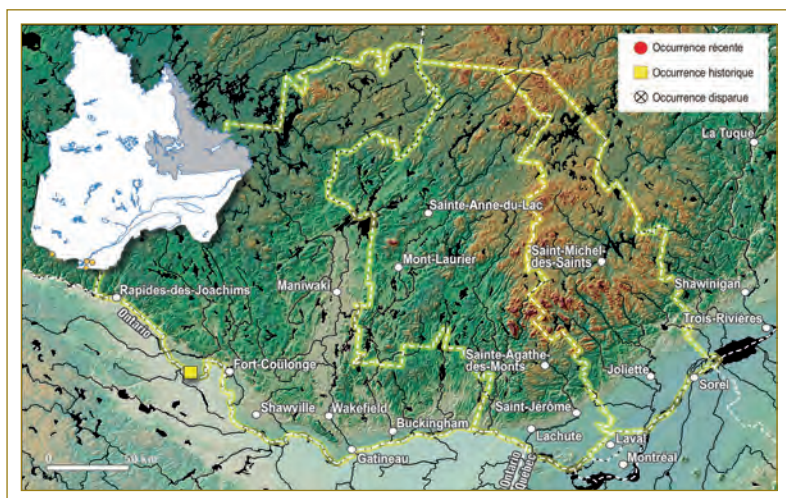 Occurrence récente
Occurrence historique
Occurrence disparue
La Tuque
Sainte-Anne-du-Lac
Mont-Laurier
Saint-Michel-
des-Saints
Maniwaki
Rapides-des-Joachims
Shawinigan
Trois-Rivières
Ontario
Fort-Coulonge
Sainte-Agathe-
des-Monts
Joliette
Sorel
Shawville
Wakefield
Saint-Jérôme
Buckingham
Lachute
Laval
Gatineau
Montréal
Ontario
Québec
0 50 km